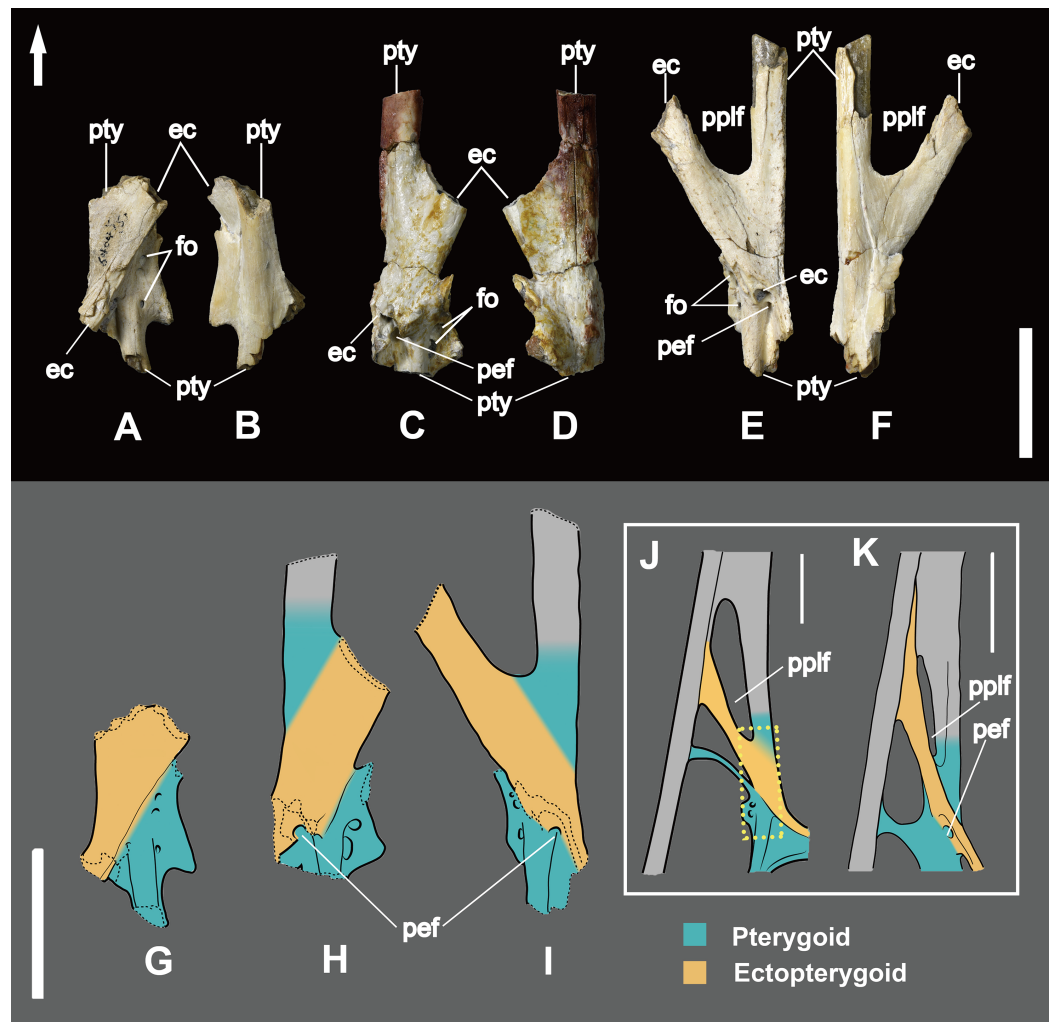 pty
ec
pty
fo
ec
pty
A
B
pty
pty
ec
fo
ec
pef
pty
C
D
pty
ec
ec
pplf
pplf
ec
fo
pef
pty
E
F
J
K
pplf
pplf
pef
pef
G
H
I
Pterygoid
Ectopterygoid